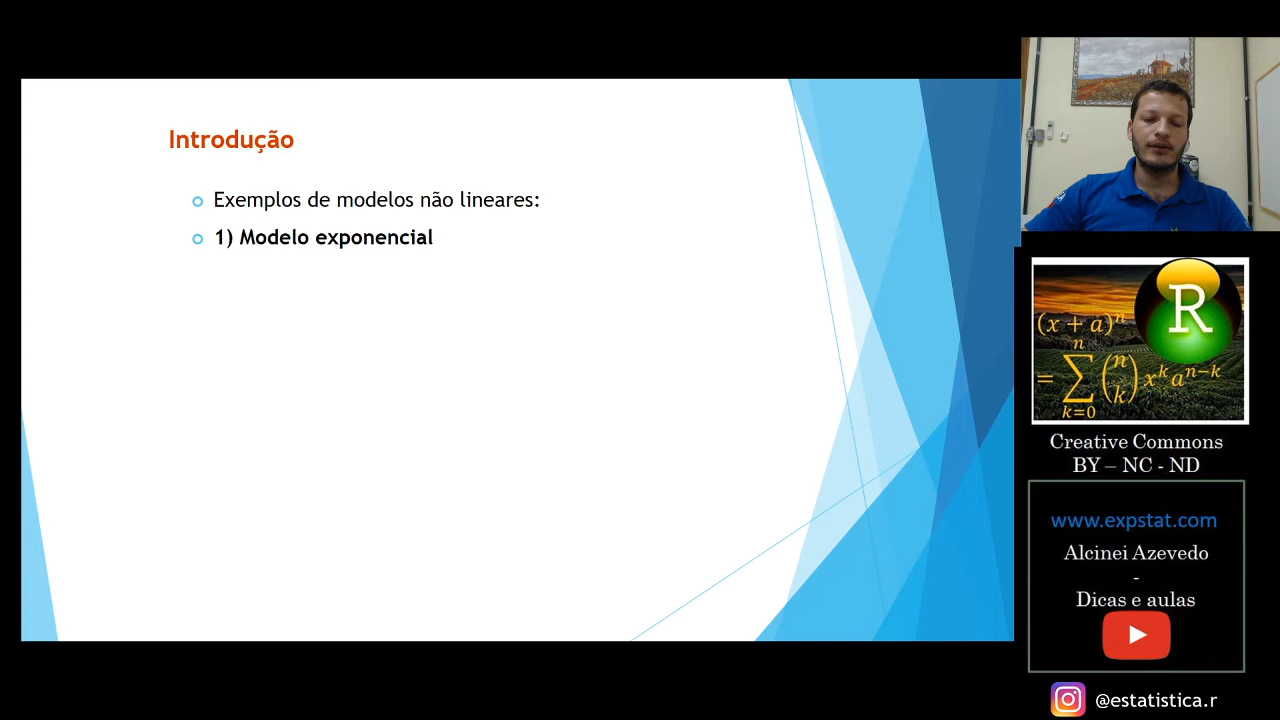 Introdução
Exemplos de modelos não lineares:
1) Modelo exponencial
R
(x + a)^n
= ∑_{k=0}^{n} (n k) x^k a^{n−k}
Creative Commons
BY – NC - ND
www.expstat.com
Alcinei Azevedo
-
Dicas e aulas
@estatistica.r